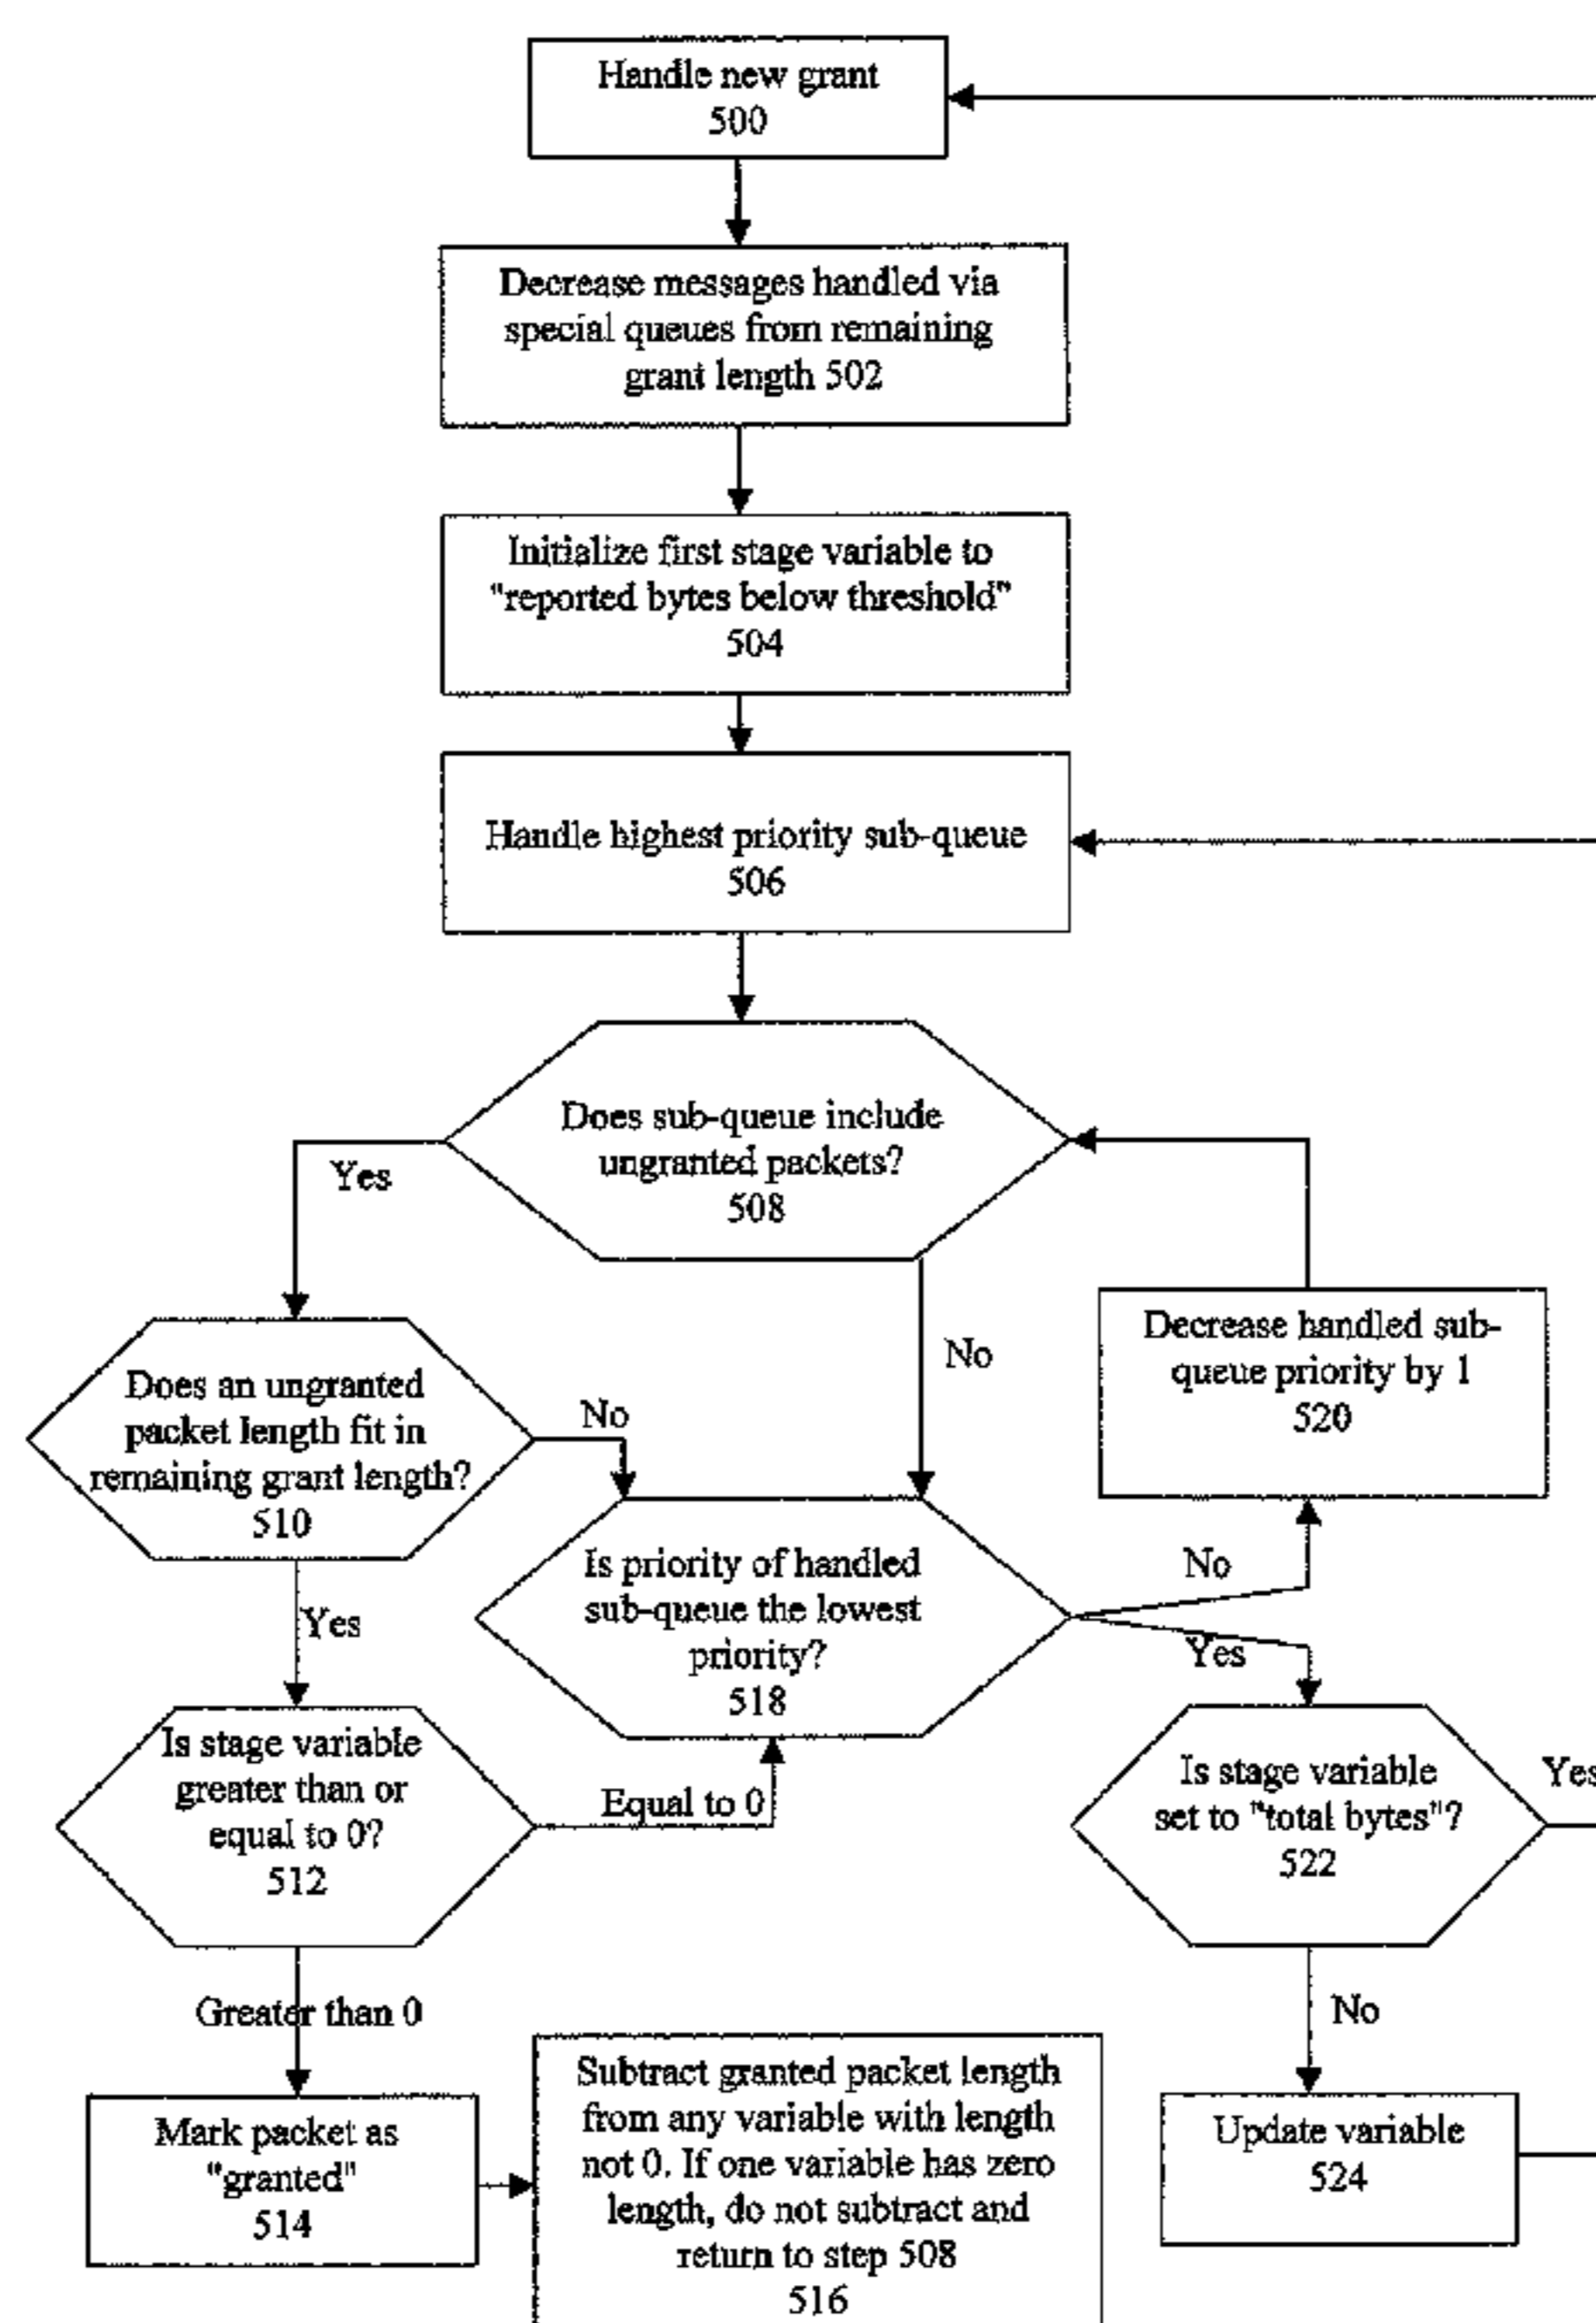 Handle new grant
500
Decrease messages handled via
special queues from remaining
grant length 502
Initialize first stage variable to
"reported bytes below threshold"
504
Handle highest priority sub-queue
506
Does sub-queue include
ungranted packets?
508
Yes
No
Does an ungranted
packet length fit in
remaining grant length?
510
No
Decrease handled sub-
queue priority by 1
520
Yes
Is priority of handled
sub-queue the lowest
priority?
518
No
Yes
Is stage variable
greater than or
equal to 0?
512
Equal to 0
Is stage variable
set to "total bytes"?
522
Yes
Greater than 0
No
Mark packet as
"granted"
514
Subtract granted packet length
from any variable with length
not 0. If one variable has zero
length, do not subtract and
return to step 508
516
Update variable
524